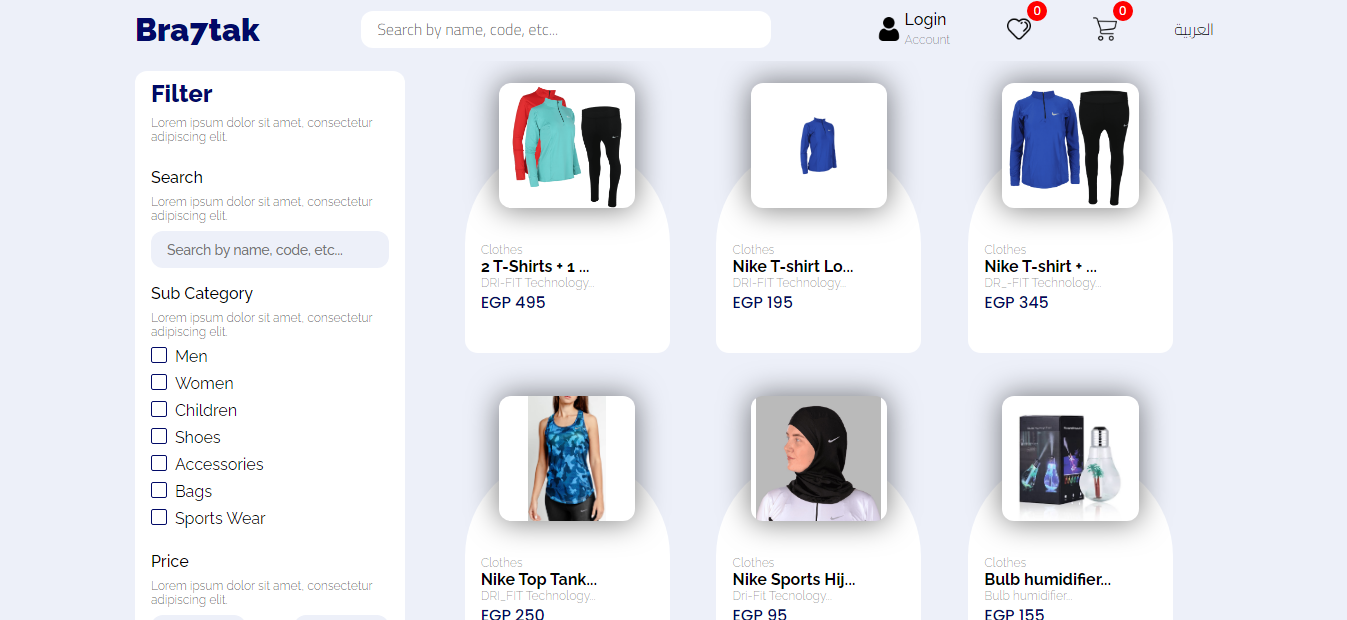 Bra7tak
Search by name, code, etc...
Login
Account
0
0
العربية
Filter
Lorem ipsum dolor sit amet, consectetur
adipiscing elit.
Search
Lorem ipsum dolor sit amet, consectetur
adipiscing elit.
Search by name, code, etc...
Sub Category
Lorem ipsum dolor sit amet, consectetur
adipiscing elit.
Men
Women
Children
Shoes
Accessories
Bags
Sports Wear
Price
Lorem ipsum dolor sit amet, consectetur
adipiscing elit.
Clothes
2 T-Shirts + 1 ...
DRI-FIT Technology...
EGP 495
Clothes
Nike T-shirt Lo...
DRI-FIT Technology...
EGP 195
Clothes
Nike T-shirt + ...
DR_-FIT Technology...
EGP 345
Clothes
Nike Top Tank...
DRI_FIT Technology...
EGP 250
Clothes
Nike Sports Hij...
Dri-Fit Tecnology...
EGP 95
Clothes
Bulb humidifier...
Bulb humidifier...
EGP 155